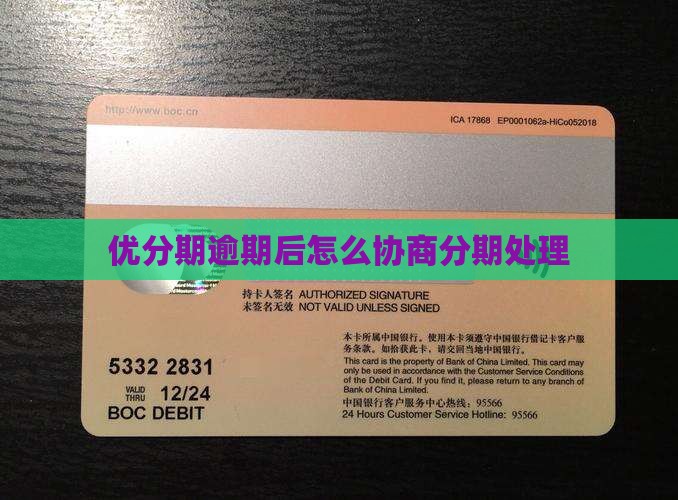 http://www.boc.cn
ICA 17868 EP0001062a-HiCo052018
优分期逾期后怎么协商分期处理
持卡人签名 AUTHORIZED SIGNATURE
未签名无效 NOT VALID UNLESS SIGNED
本卡所属中国银行。使用本卡须遵守中国银行借记卡客户服
务条款。如拾获此卡，请交回当地中国银行。
This card is the property of Bank of China Limited. This card may
only be used in accordance with the Customer Service Conditions
of the Debit Card. If you find it, please return to any branch of
Bank of China Limited.
中国银行客户服务中心热线：95566
24 Hours Customer Service Hotline: 95566
5332 2831
VALID
THRU 12/24
BOC DEBIT